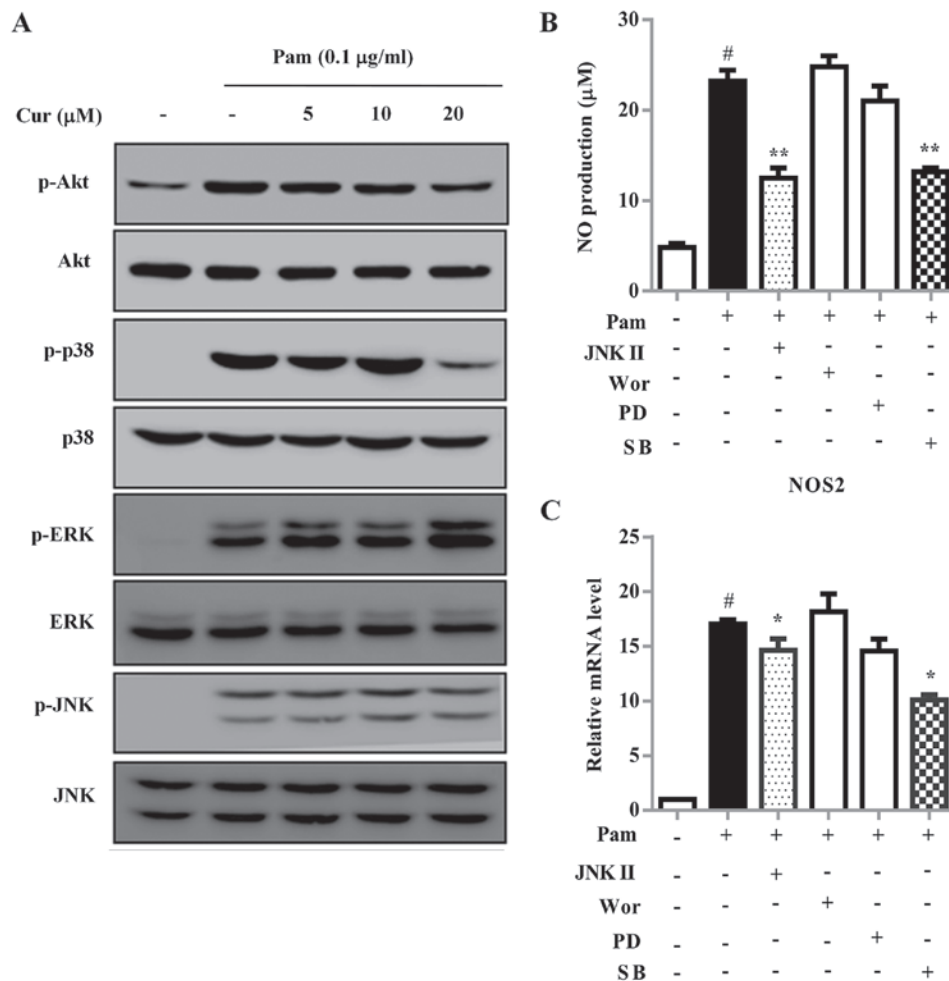 A
Pam (0.1 µg/ml)
Cur (µM) - - 5 10 20
p-Akt
Akt
p-p38
p38
p-ERK
ERK
p-JNK
JNK
B
NO production (µM)
30
20
10
0
#
**
**
Pam - + + + + +
JNK II - - + - - -
Wor - - - + - -
PD - - - - + -
SB - - - - - +
C
NOS2
Relative mRNA level
25
20
15
10
5
0
#
*
*
Pam - + + + + +
JNK II - - + - - -
Wor - - - + - -
PD - - - - + -
SB - - - - - +